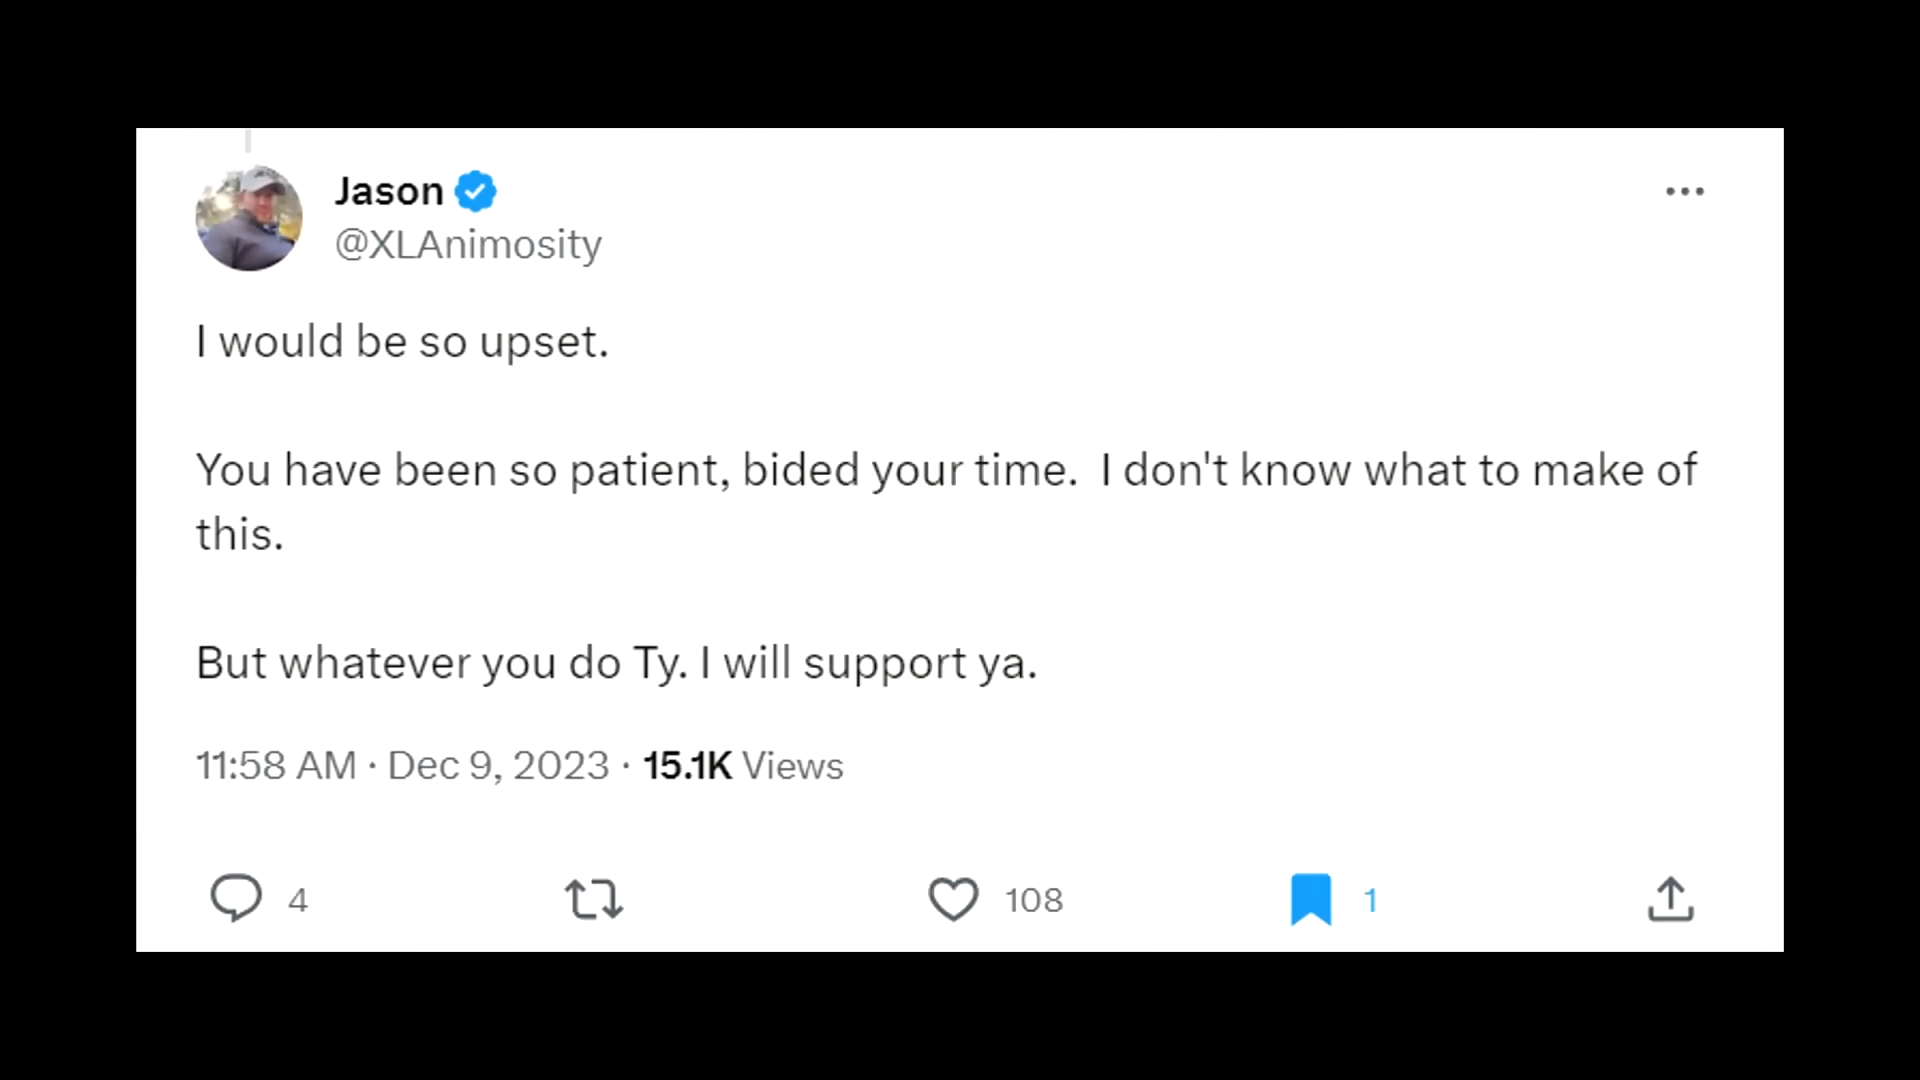 Jason
@XLAnimosity
I would be so upset.
You have been so patient, bided your time.  I don't know what to make of
this.
But whatever you do Ty. I will support ya.
11:58 AM · Dec 9, 2023 · 15.1K Views
4 108 1